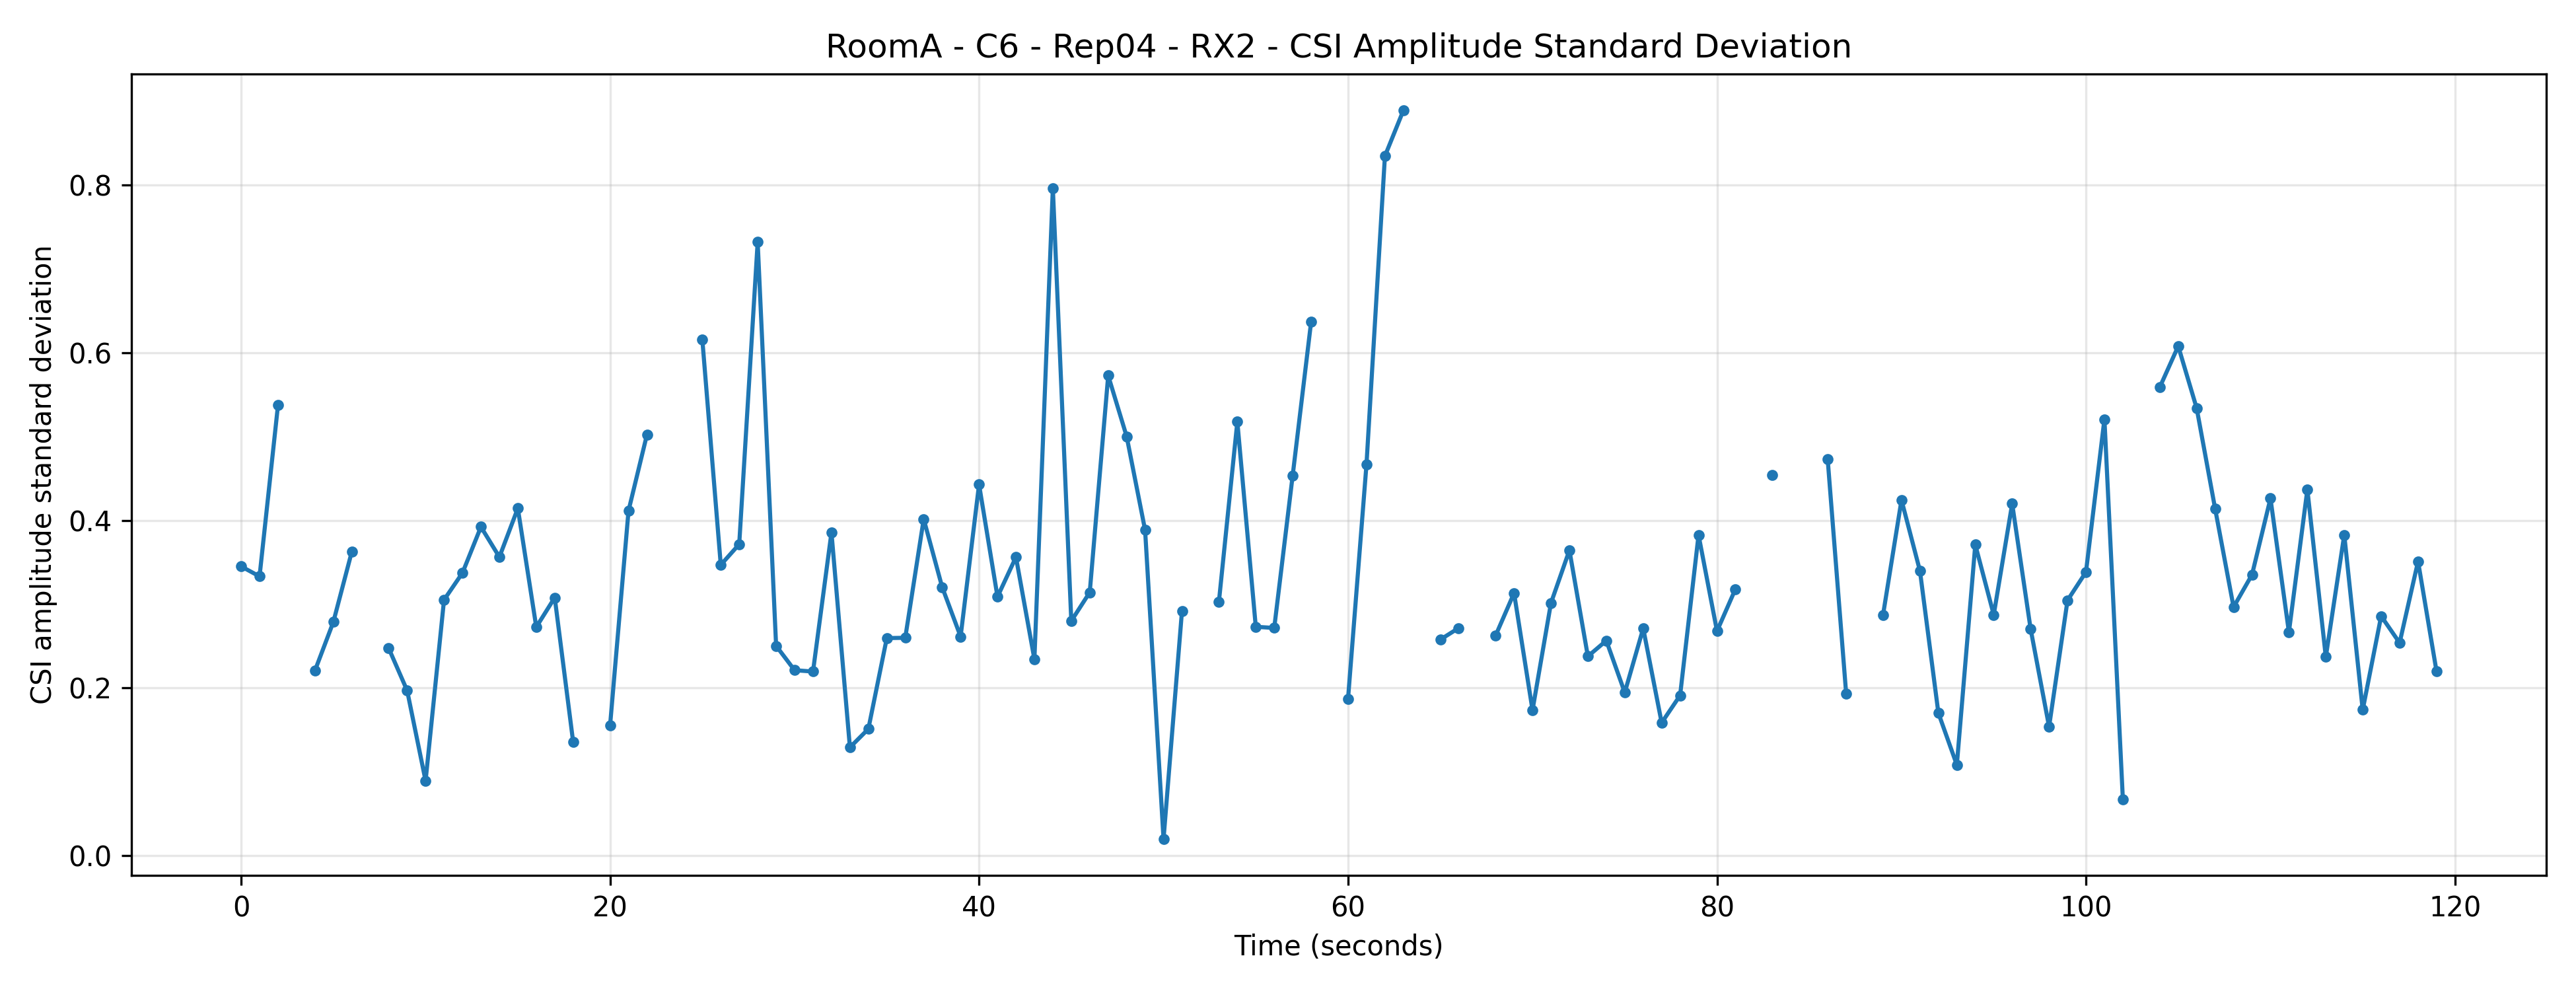 RoomA - C6 - Rep04 - RX2 - CSI Amplitude Standard Deviation
CSI amplitude standard deviation
0.8
0.6
0.4
0.2
0.0
0 20 40 60 80 100 120
Time (seconds)